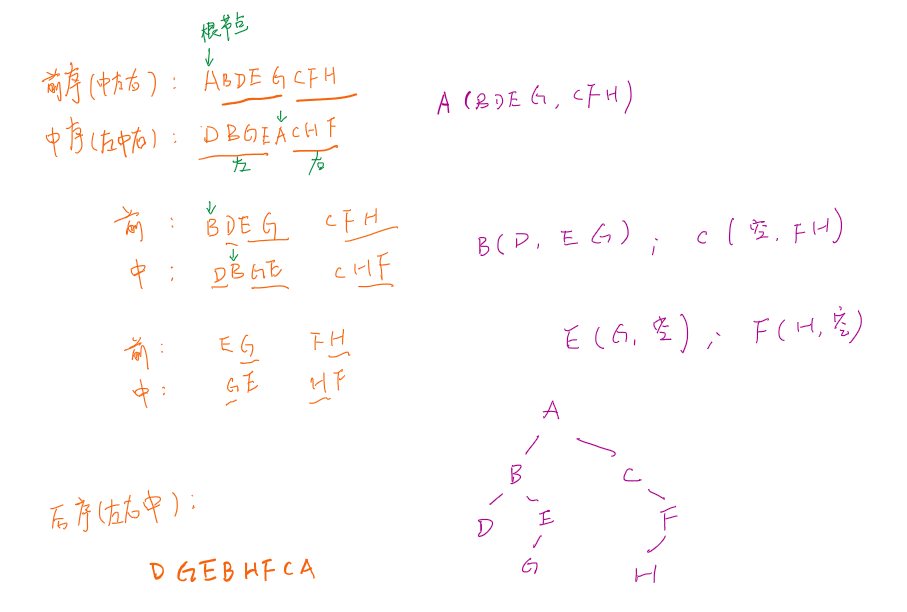 根节点
前序(中左右): ABDEG CFH
A(BDEG, CFH)
中序(左中右): DBGEACHF
左 右
前: BDEG CFH
中: DBGE CHF
B(D, EG); C(空, FH)
前: EG FH
中: GE HF
E(G, 空); F(H, 空)
A
B C
D E F
G H
后序(左右中):
DGEBHFCA